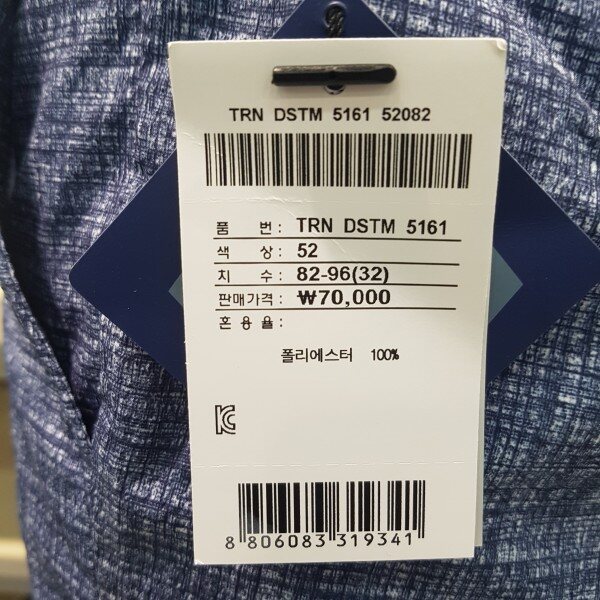 TRN DSTM 5161 52082
품 번 : TRN DSTM 5161
색 상 : 52
치 수 : 82-96(32)
판매가격 : ₩70,000
혼 용 율 :
폴리에스터 100%
KC
8 806083 319341